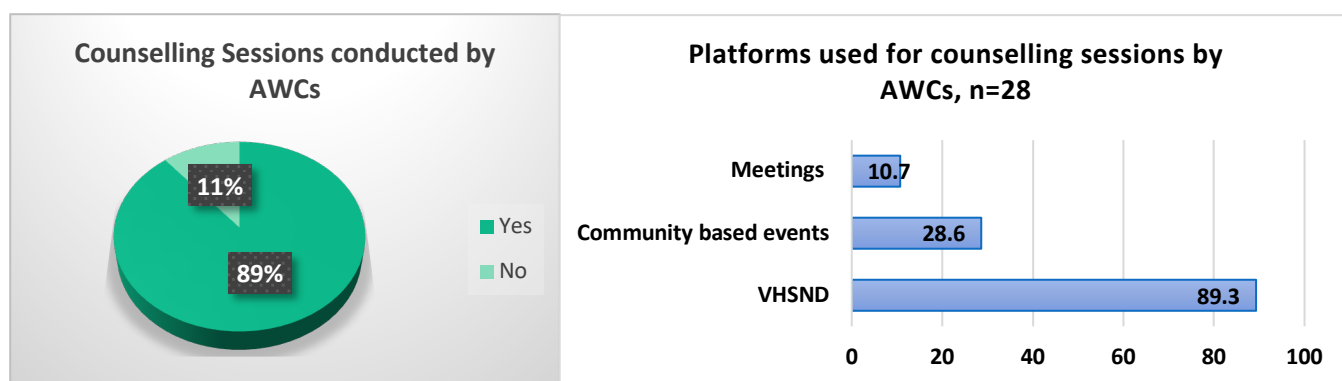 Counselling Sessions conducted by
AWCs
11%
89%
Yes
No
Platforms used for counselling sessions by
AWCs, n=28
Meetings
10.7
Community based events
28.6
VHSND
89.3
0 20 40 60 80 100